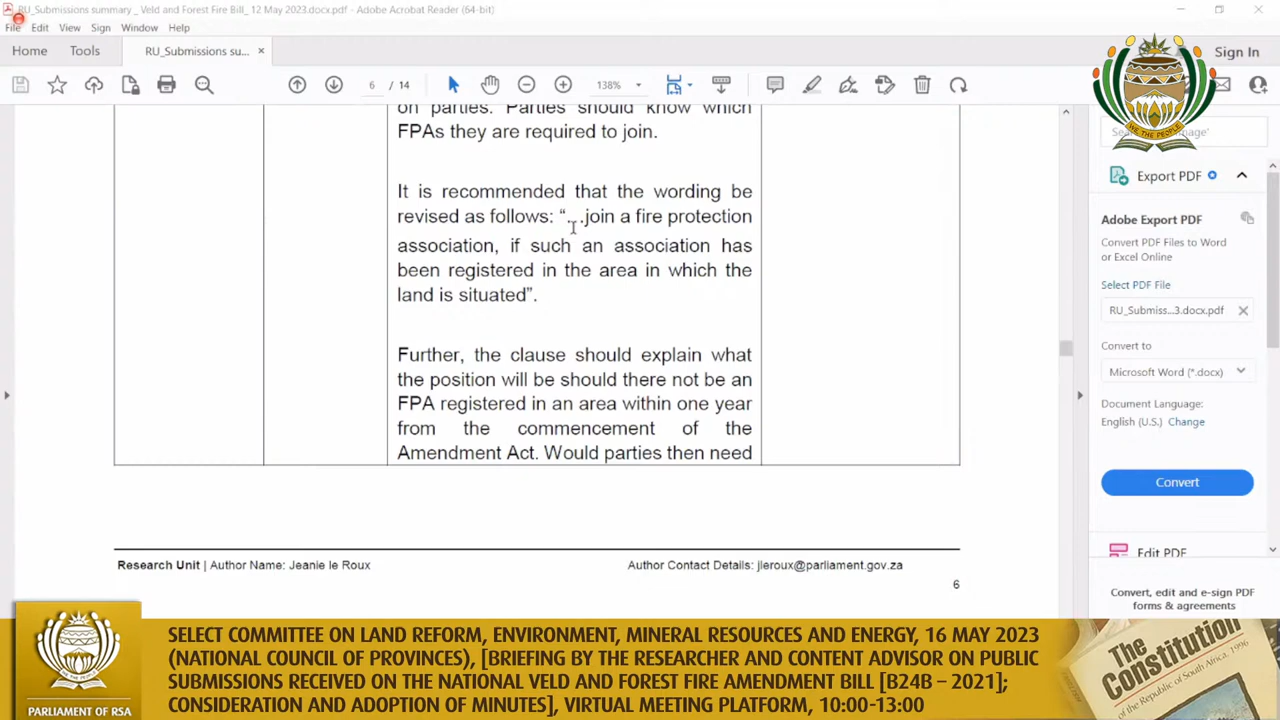 RU_Submissions summary _ Veld and Forest Fire Bill_ 12 May 2023.docx.pdf - Adobe Acrobat Reader (64-bit)
File Edit View Sign Window Help
Home Tools RU_Submissions su... × Sign In
6 / 14 138%
on parties. Parties should know which
FPAs they are required to join.
It is recommended that the wording be
revised as follows: “…join a fire protection
association, if such an association has
been registered in the area in which the
land is situated”.
Further, the clause should explain what
the position will be should there not be an
FPA registered in an area within one year
from the commencement of the
Amendment Act. Would parties then need
Research Unit | Author Name: Jeanie le Roux Author Contact Details: jleroux@parliament.gov.za
6
Export PDF
Adobe Export PDF
Convert PDF Files to Word
or Excel Online
Select PDF File
RU_Submiss...3.docx.pdf
Convert to
Microsoft Word (*.docx)
Document Language:
English (U.S.) Change
Convert
Edit PDF
Convert, edit and e-sign PDF
forms & agreements
WE, THE PEOPLE
PARLIAMENT OF RSA
SELECT COMMITTEE ON LAND REFORM, ENVIRONMENT, MINERAL RESOURCES AND ENERGY, 16 MAY 2023
(NATIONAL COUNCIL OF PROVINCES), [BRIEFING BY THE RESEARCHER AND CONTENT ADVISOR ON PUBLIC
SUBMISSIONS RECEIVED ON THE NATIONAL VELD AND FOREST FIRE AMENDMENT BILL [B24B – 2021];
CONSIDERATION AND ADOPTION OF MINUTES], VIRTUAL MEETING PLATFORM, 10:00-13:00
The
Constitution
of the Republic of South Africa, 1996